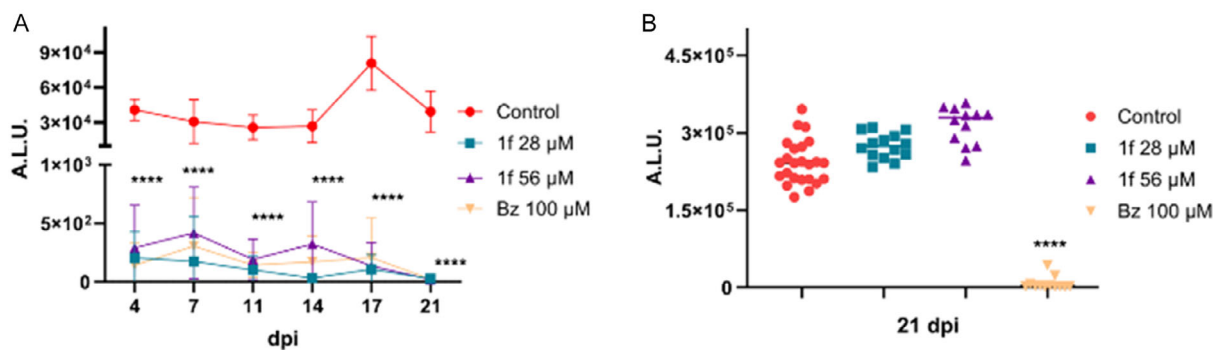 A
A.L.U.
9×10⁴
6×10⁴
3×10⁴
1×10³
5×10²
0
**** **** **** **** **** ****
4 7 11 14 17 21
dpi
Control
1f 28 µM
1f 56 µM
Bz 100 µM
B
A.L.U.
4.5×10⁵
3×10⁵
1.5×10⁵
0
****
21 dpi
Control
1f 28 µM
1f 56 µM
Bz 100 µM